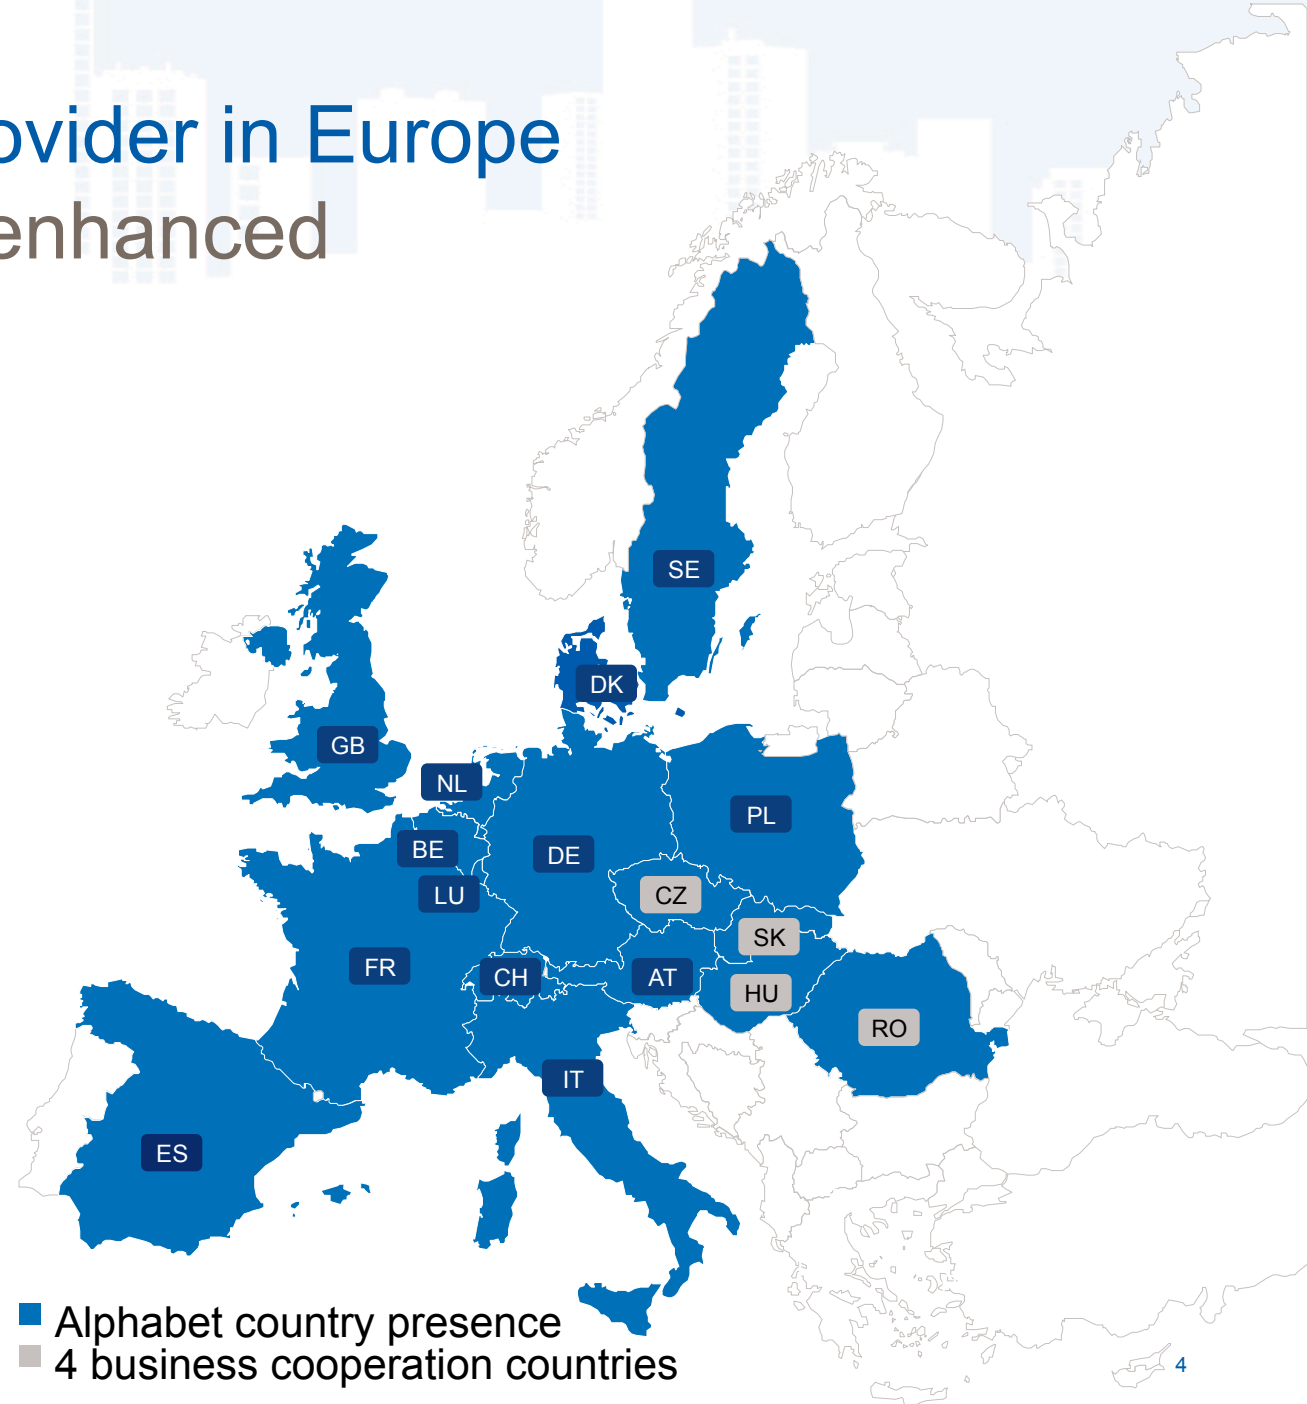 ovider in Europe
enhanced
SE
DK
GB
NL
PL
BE
DE
LU
CZ
SK
FR
CH
AT
HU
RO
IT
ES
Alphabet country presence
4 business cooperation countries
4